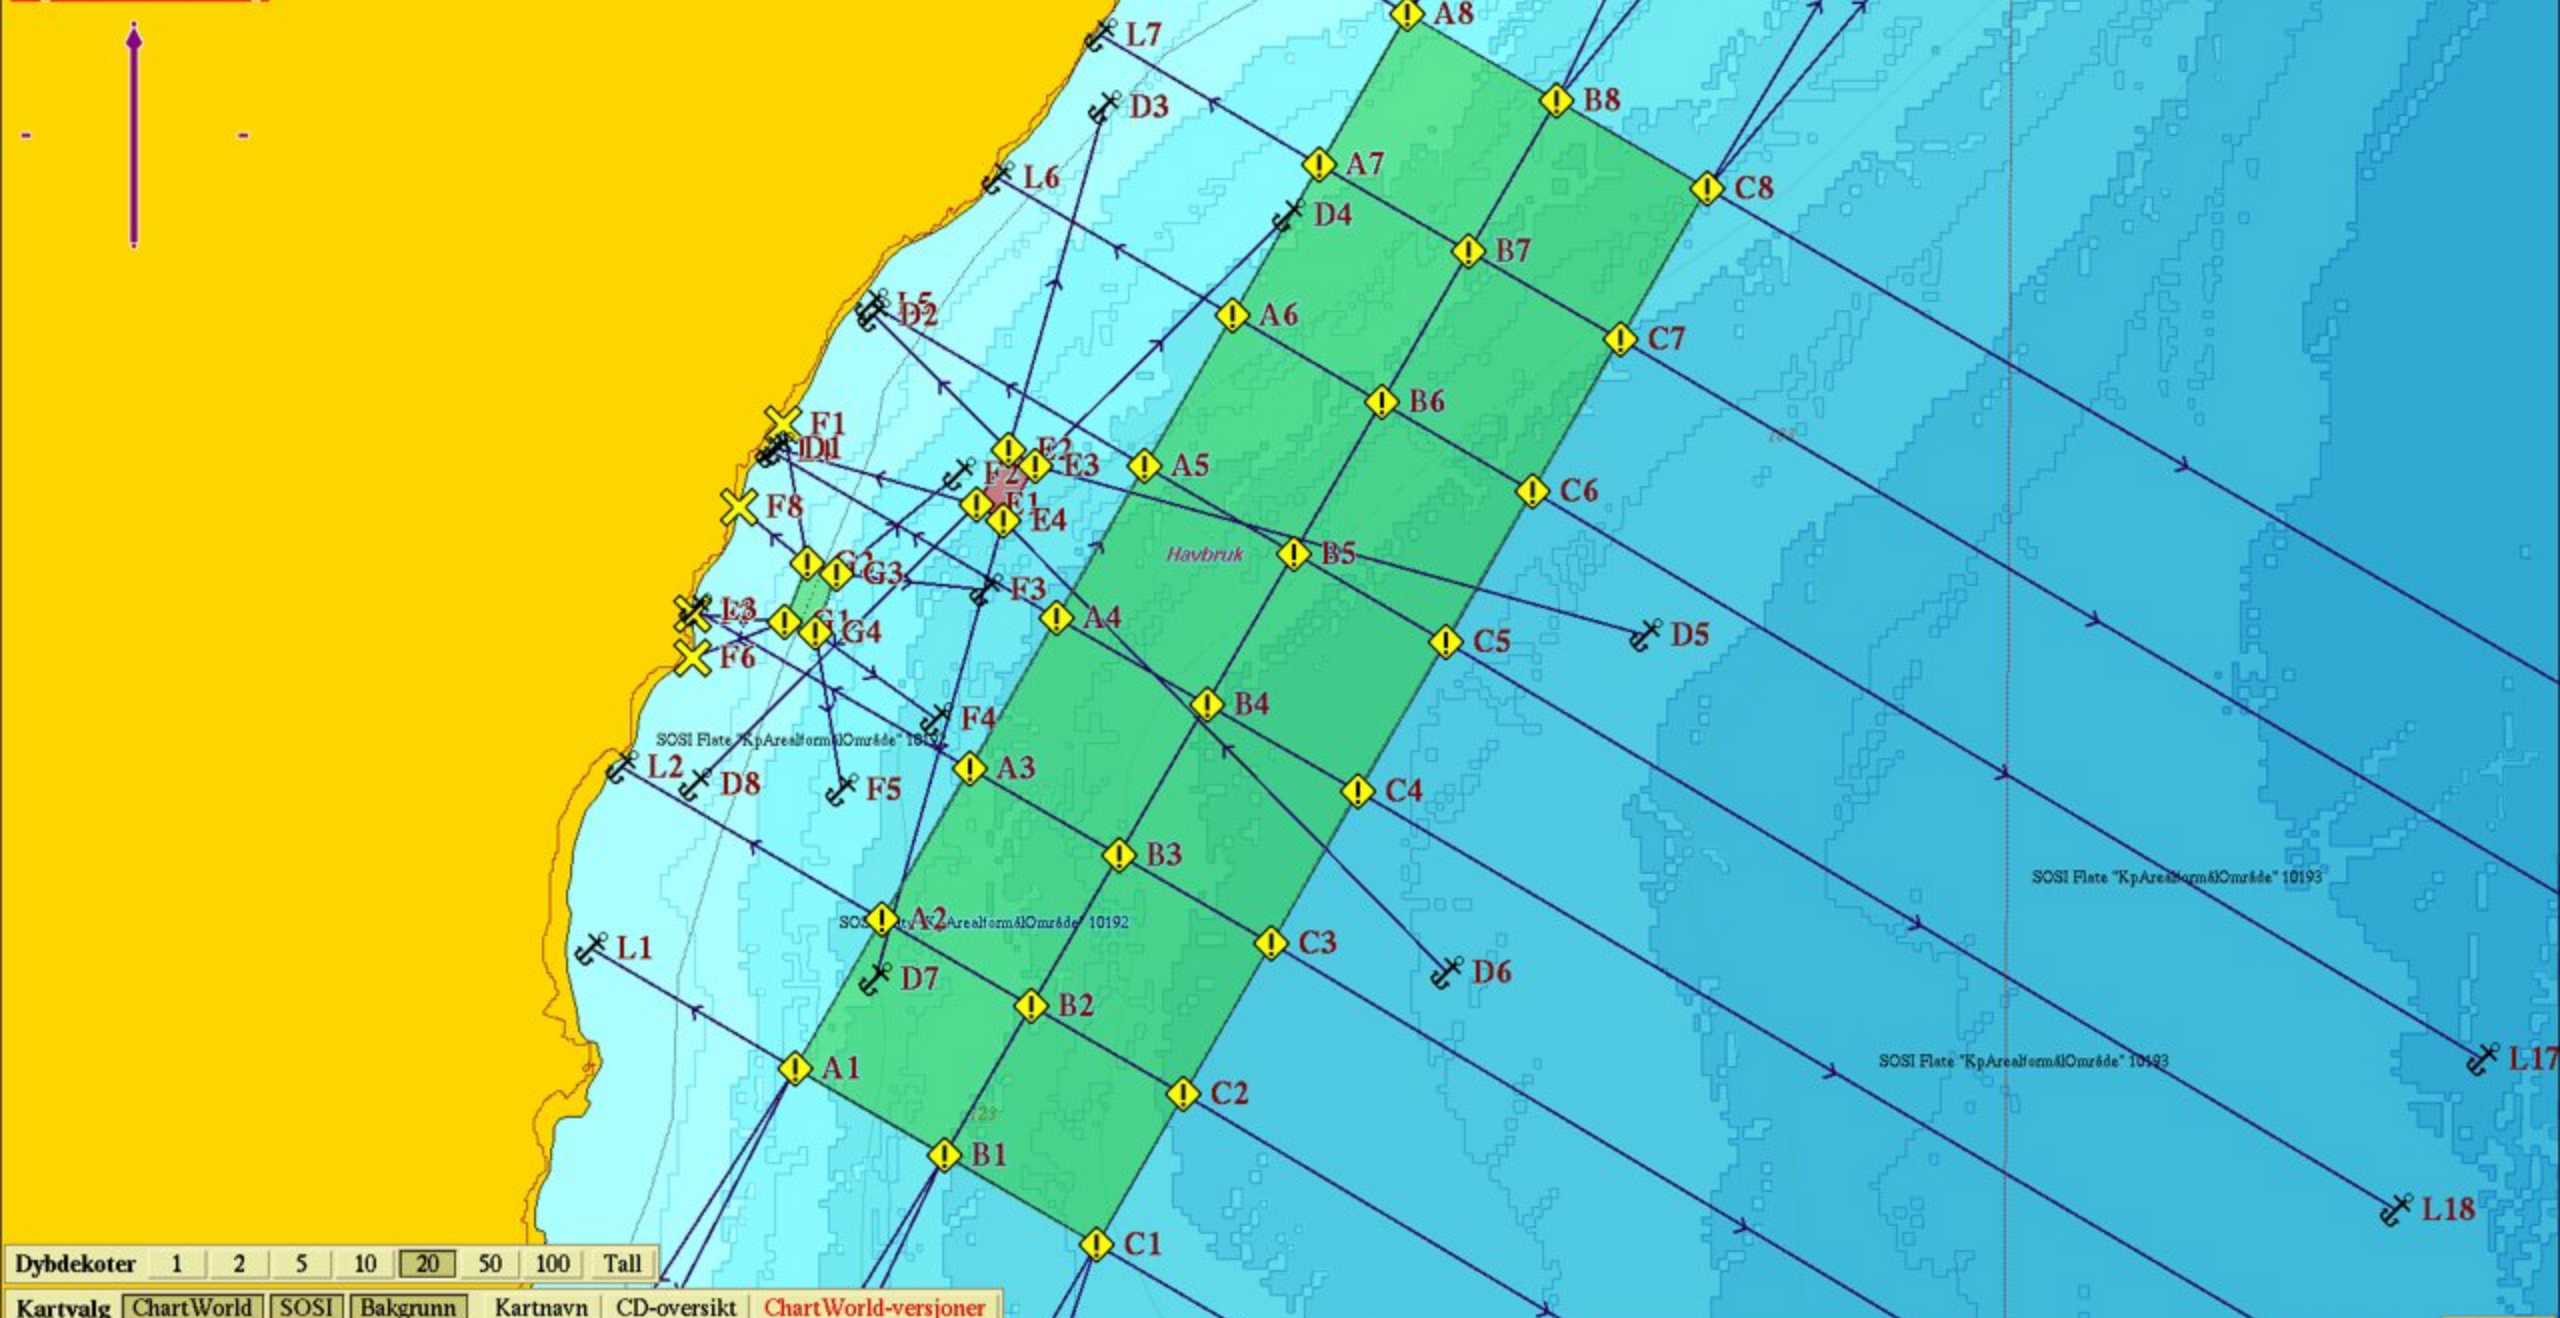 A8
L7
B8
D3
A7
L6
C8
D4
B7
L5
D2
A6
C7
B6
F1
D1
E2
E3
A5
F2
C6
F8
E1
E4
Havbruk
B5
G2
G3
F3
L3
A4
G1
G4
D5
C5
F6
B4
F4
SOSI Flate "KpArealformålOmråde" 1019
A3
L2
D8
F5
C4
B3
SOSI Flate "KpArealformålOmråde" 10193
A2
SOSI Flate "KpArealformålOmråde" 10192
L1
C3
D7
D6
B2
L17
SOSI Flate "KpArealformålOmråde" 10193
A1
C2
123
B1
L18
C1
Dybdekoter 1 2 5 10 20 50 100 Tall
Kartvalg ChartWorld SOSI Bakgrunn Kartnavn CD-oversikt ChartWorld-versjoner